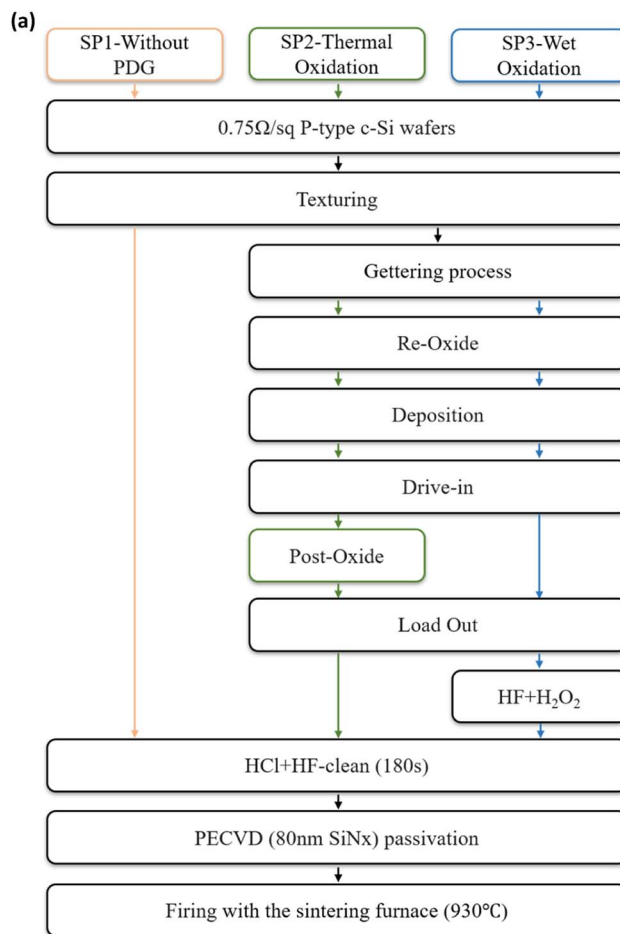 (a)
SP1-Without
PDG
SP2-Thermal
Oxidation
SP3-Wet
Oxidation
0.75Ω/sq P-type c-Si wafers
Texturing
Gettering process
Re-Oxide
Deposition
Drive-in
Post-Oxide
Load Out
HF+H₂O₂
HCl+HF-clean (180s)
PECVD (80nm SiNx) passivation
Firing with the sintering furnace (930℃)